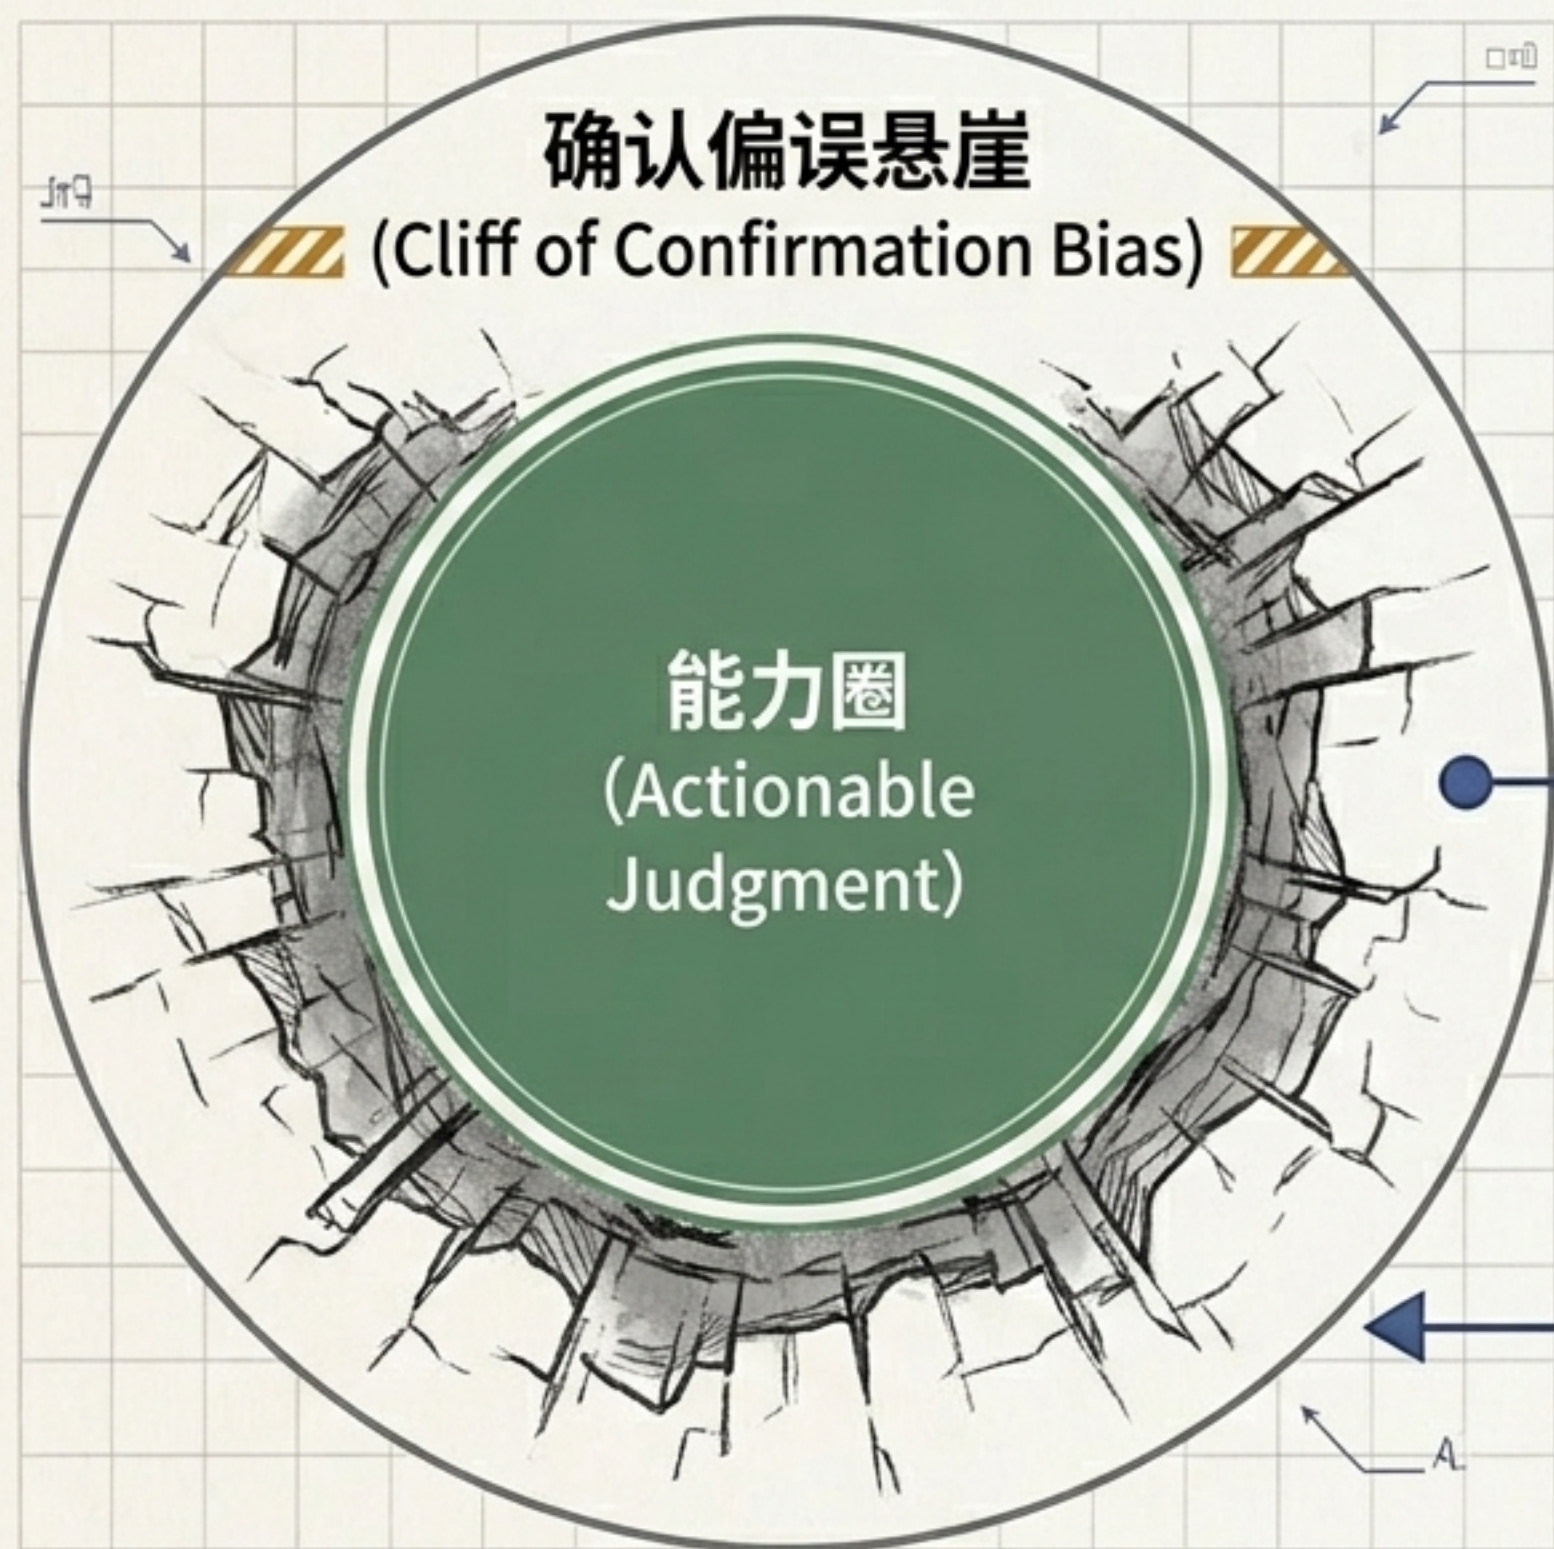 确认偏误悬崖
(Cliff of Confirmation Bias)
能力圈
(Actionable
Judgment)